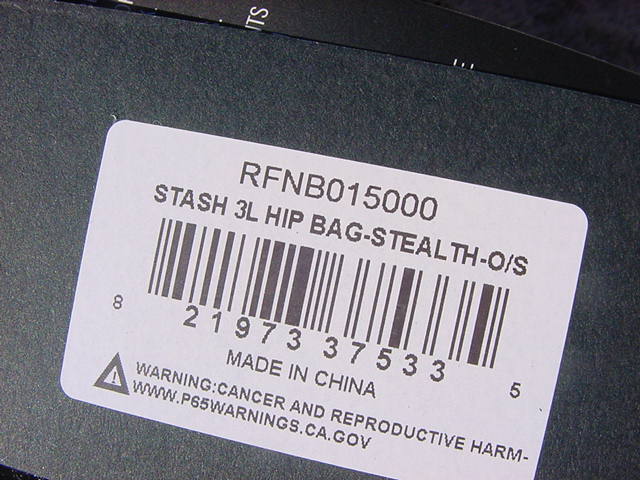 RFNB015000
STASH 3L HIP BAG-STEALTH-O/S
8 21973 37533 5
MADE IN CHINA
WARNING:CANCER AND REPRODUCTIVE HARM-
WWW.P65WARNINGS.CA.GOV